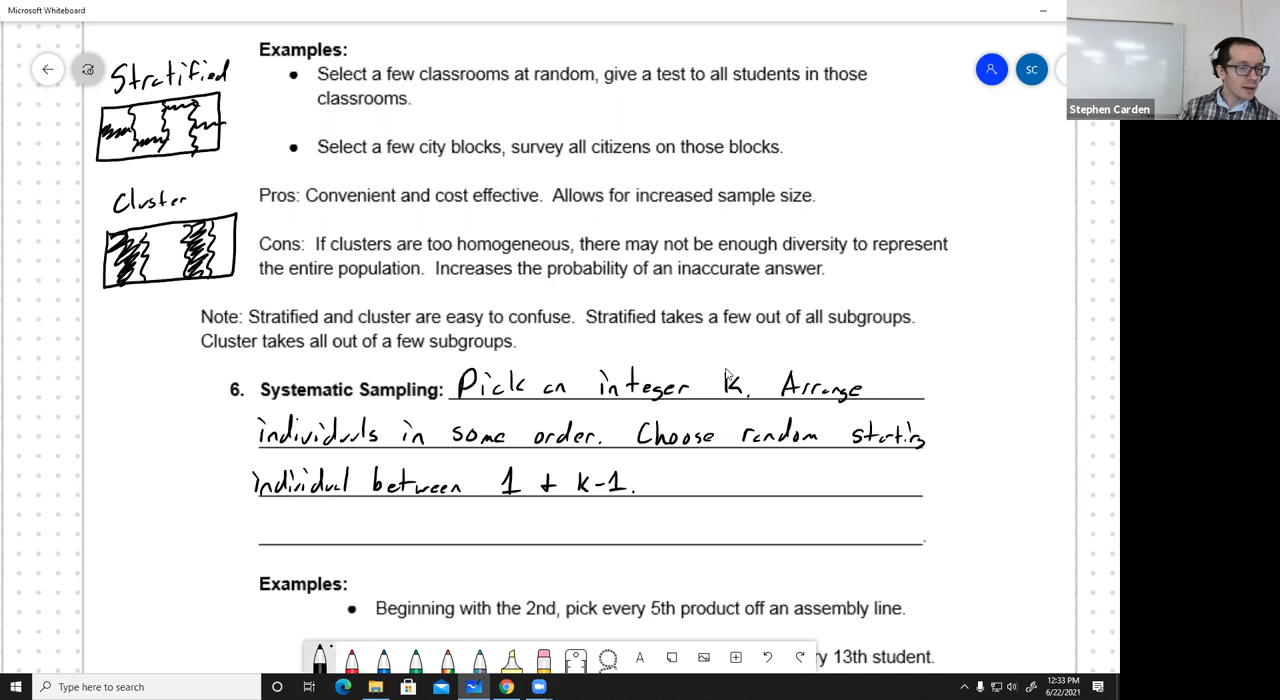 Microsoft Whiteboard
Stratified
Cluster
Examples:
Select a few classrooms at random, give a test to all students in those
classrooms.
Select a few city blocks, survey all citizens on those blocks.
Pros: Convenient and cost effective. Allows for increased sample size.
Cons: If clusters are too homogeneous, there may not be enough diversity to represent
the entire population. Increases the probability of an inaccurate answer.
Note: Stratified and cluster are easy to confuse. Stratified takes a few out of all subgroups.
Cluster takes all out of a few subgroups.
6. Systematic Sampling: Pick an integer k. Arrange
individuals in some order. Choose random starting
individual between 1 + k-1.
Examples:
Beginning with the 2nd, pick every 5th product off an assembly line.
y 13th student.
SC
Stephen Carden
A
Type here to search
12:33 PM
6/22/2021